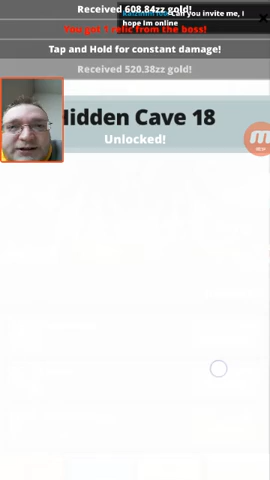 Received 608.84zz gold!
Can you invite me, I
hope Im online
You got 1 relic from the boss!
Tap and Hold for constant damage!
Received 520.38zz gold!
Hidden Cave 18
Unlocked!